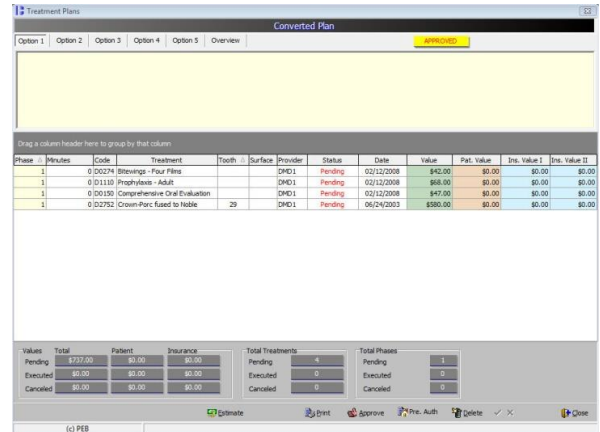 Treatment Plans
Converted Plan
Option 1 Option 2 Option 3 Option 4 Option 5 Overview APPROVED
Drag a column header here to group by that column
Phase Minutes Code Treatment Tooth Surface Provider Status Date Value Pat. Value Ins. Value I Ins. Value II
1 0 D0274 Bitewings - Four Films DMD1 Pending 02/12/2008 $42.00 $0.00 $0.00 $0.00
1 0 D1110 Prophylaxis - Adult DMD1 Pending 02/12/2008 $68.00 $0.00 $0.00 $0.00
1 0 D0150 Comprehensive Oral Evaluation DMD1 Pending 02/12/2008 $47.00 $0.00 $0.00 $0.00
1 0 D2752 Crown-Porc fused to Noble 29 DMD1 Pending 06/24/2003 $580.00 $0.00 $0.00 $0.00
Values Total Patient Insurance Total Treatments Total Phases
Pending $737.00 $0.00 $0.00 Pending 4 Pending 1
Executed $0.00 $0.00 $0.00 Executed 0 Executed 0
Canceled $0.00 $0.00 $0.00 Canceled 0 Canceled 0
Estimate Print Approve Pre. Auth Delete Close
(c) PEB